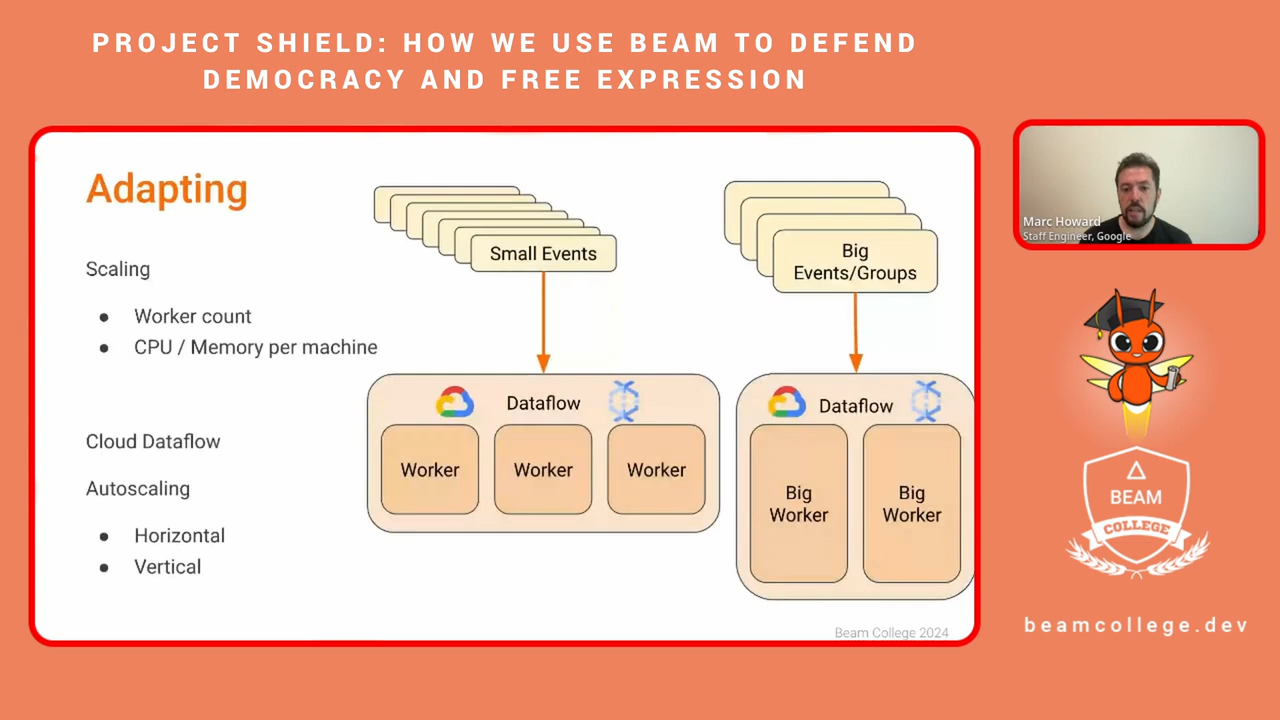 PROJECT SHIELD: HOW WE USE BEAM TO DEFEND
DEMOCRACY AND FREE EXPRESSION
Adapting
Scaling
● Worker count
● CPU / Memory per machine
Cloud Dataflow
Autoscaling
● Horizontal
● Vertical
Small Events
Dataflow
Worker
Worker
Worker
Big
Events/Groups
Dataflow
Big
Worker
Big
Worker
Beam College 2024
Marc Howard
Staff Engineer, Google
BEAM
COLLEGE
beamcollege.dev